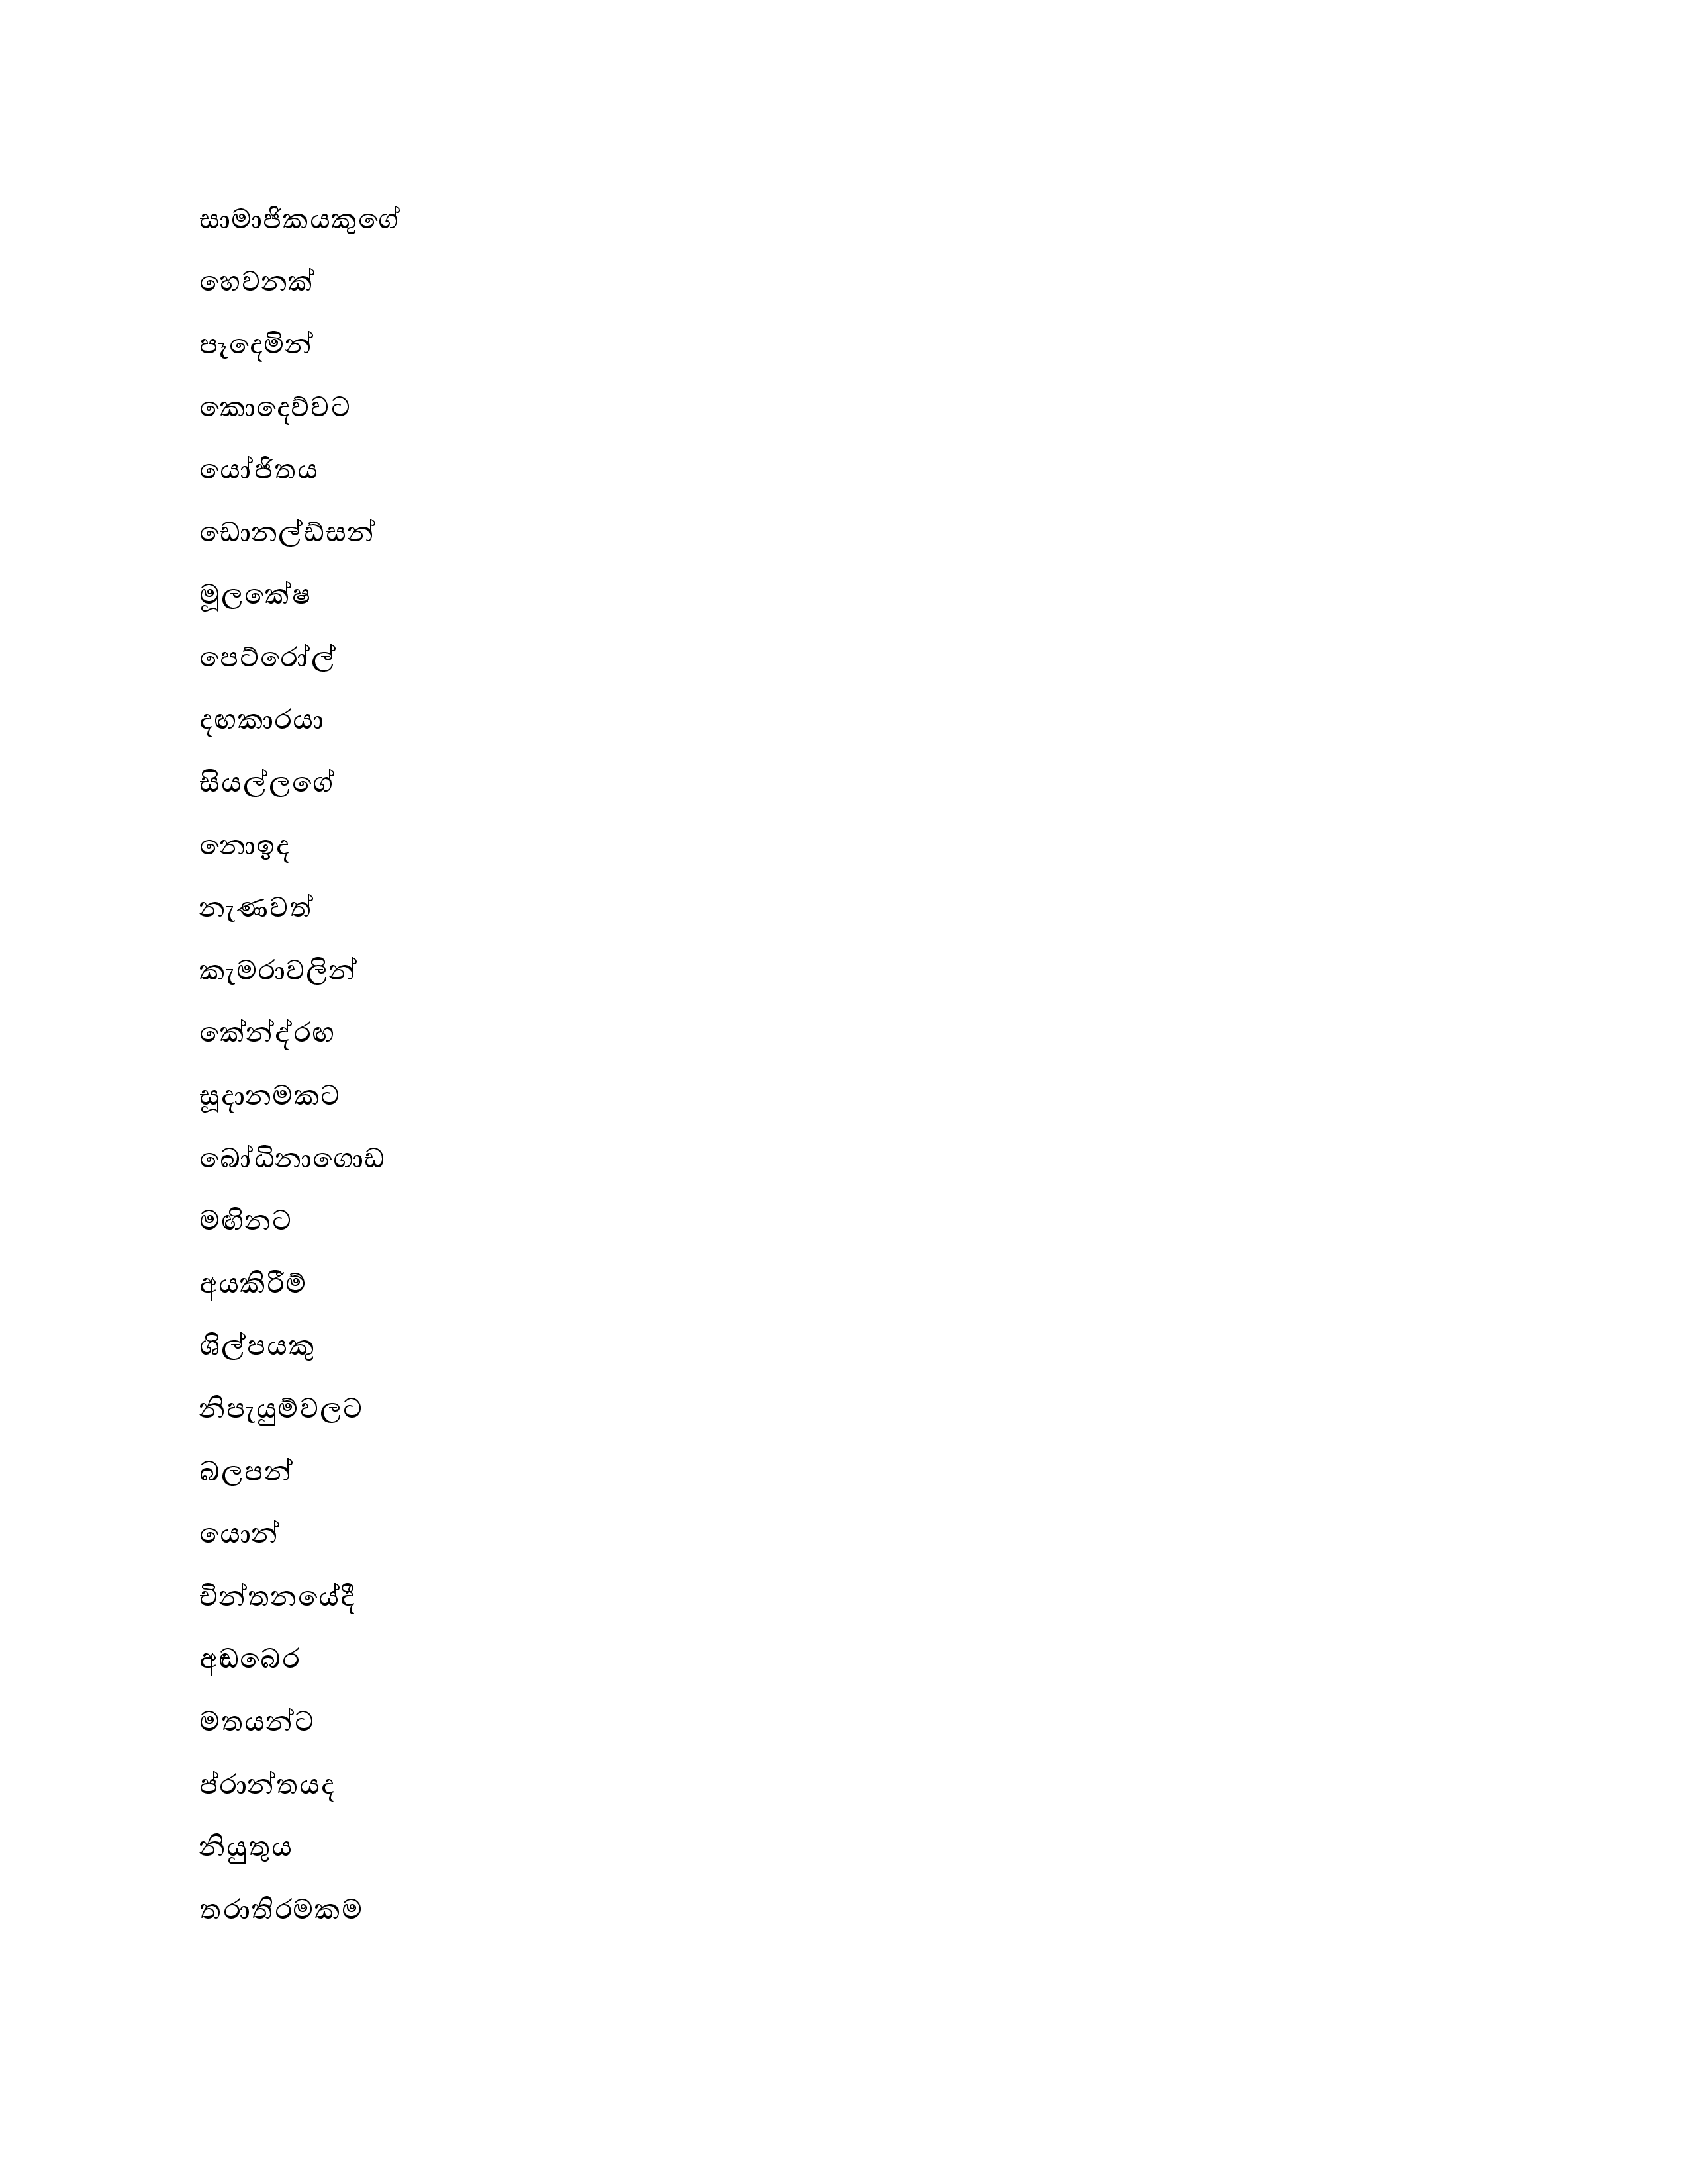 සාමාජිකයකුගේ
හෙවනක්
පෑදෙමින්
කොදෙව්වට
යෝජිතය
ඩොනල්ඩ්සන්
මූලකේෂ
පෙට්රෝල්
දඟකාරයා
සියල්ලගේ
නොඉද
නැණවත්
කැමරාවලින්
කේන්ද්රඟ
සූදානමකට
බෝධිනාගොඩ
මඟිනට
අයකිරීම්
ශිල්පයකු
නිපැයුම්වලට
බලපන්
යොන්
චින්තනයේදී
අඬබෙර
මතයන්ට
ප්රාන්තයද
නියුතුය
තරාතිරමකම